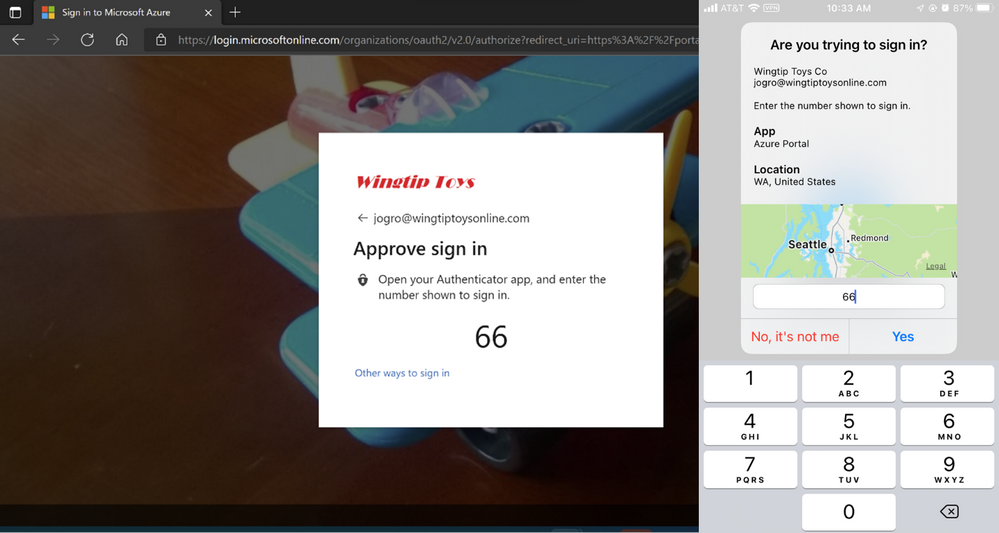 Sign in to Microsoft Azure
https://login.microsoftonline.com/organizations/oauth2/v2.0/authorize?redirect_uri=https%3A%2F%2Fporta
Wingtip Toys
jogro@wingtiptoysonline.com
Approve sign in
Open your Authenticator app, and enter the
number shown to sign in.
66
Other ways to sign in
AT&T VPN 10:33 AM 87%
Are you trying to sign in?
Wingtip Toys Co
jogro@wingtiptoysonline.com
Enter the number shown to sign in.
App
Azure Portal
Location
WA, United States
Seattle
Redmond
Legal
W
66
No, it's not me Yes
1 2 3
ABC DEF
4 5 6
GHI JKL MNO
7 8 9
PQRS TUV WXYZ
0